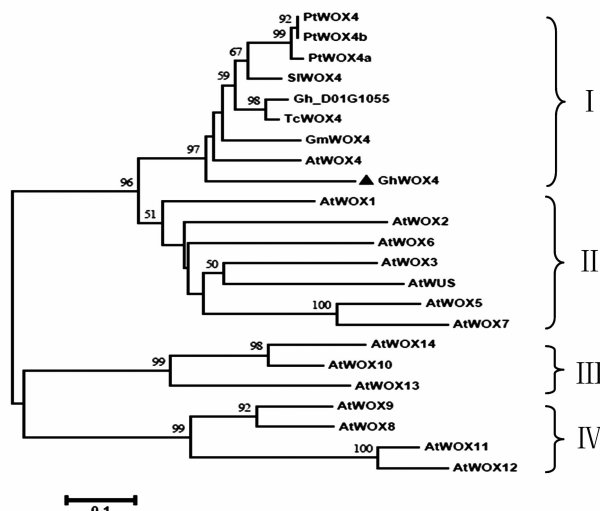 92 PtWOX4
99 PtWOX4b
67 PtWOX4a
59 SlWOX4
98 Gh_D01G1055
TcWOX4
GmWOX4
97 AtWOX4
GhWOX4
I
96
51 AtWOX1
AtWOX2
AtWOX6
50 AtWOX3
AtWUS
100 AtWOX5
AtWOX7
II
98 AtWOX14
99 AtWOX10
AtWOX13
III
92 AtWOX9
99 AtWOX8
100 AtWOX11
AtWOX12
IV
0.1